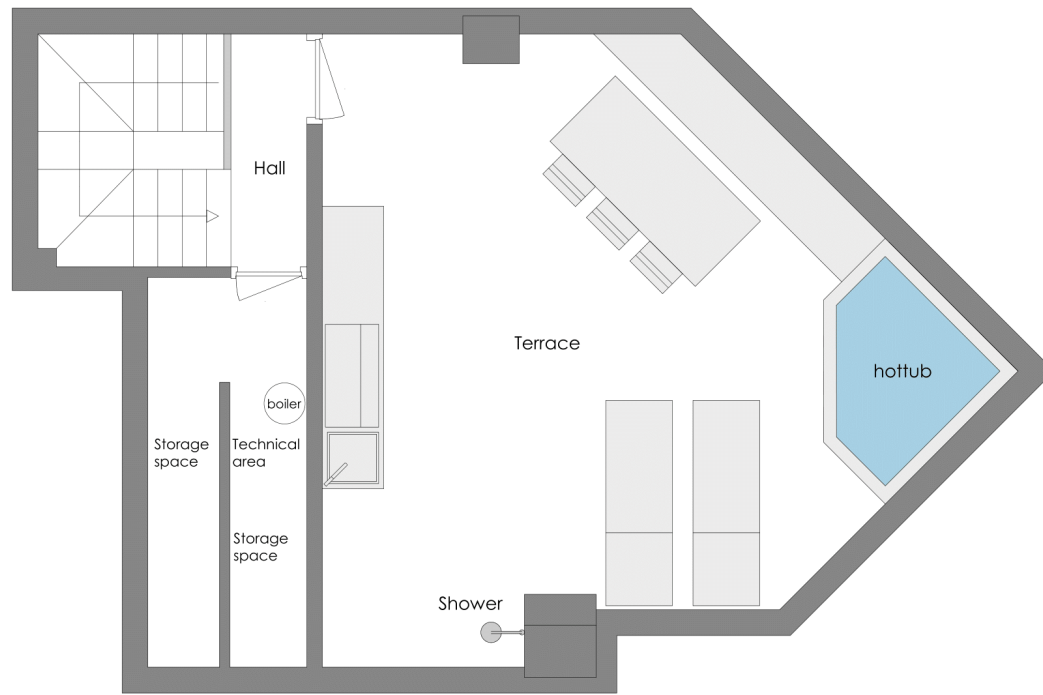 Hall
Terrace
hottub
boiler
Storage
space
Technical
area
Storage
space
Shower